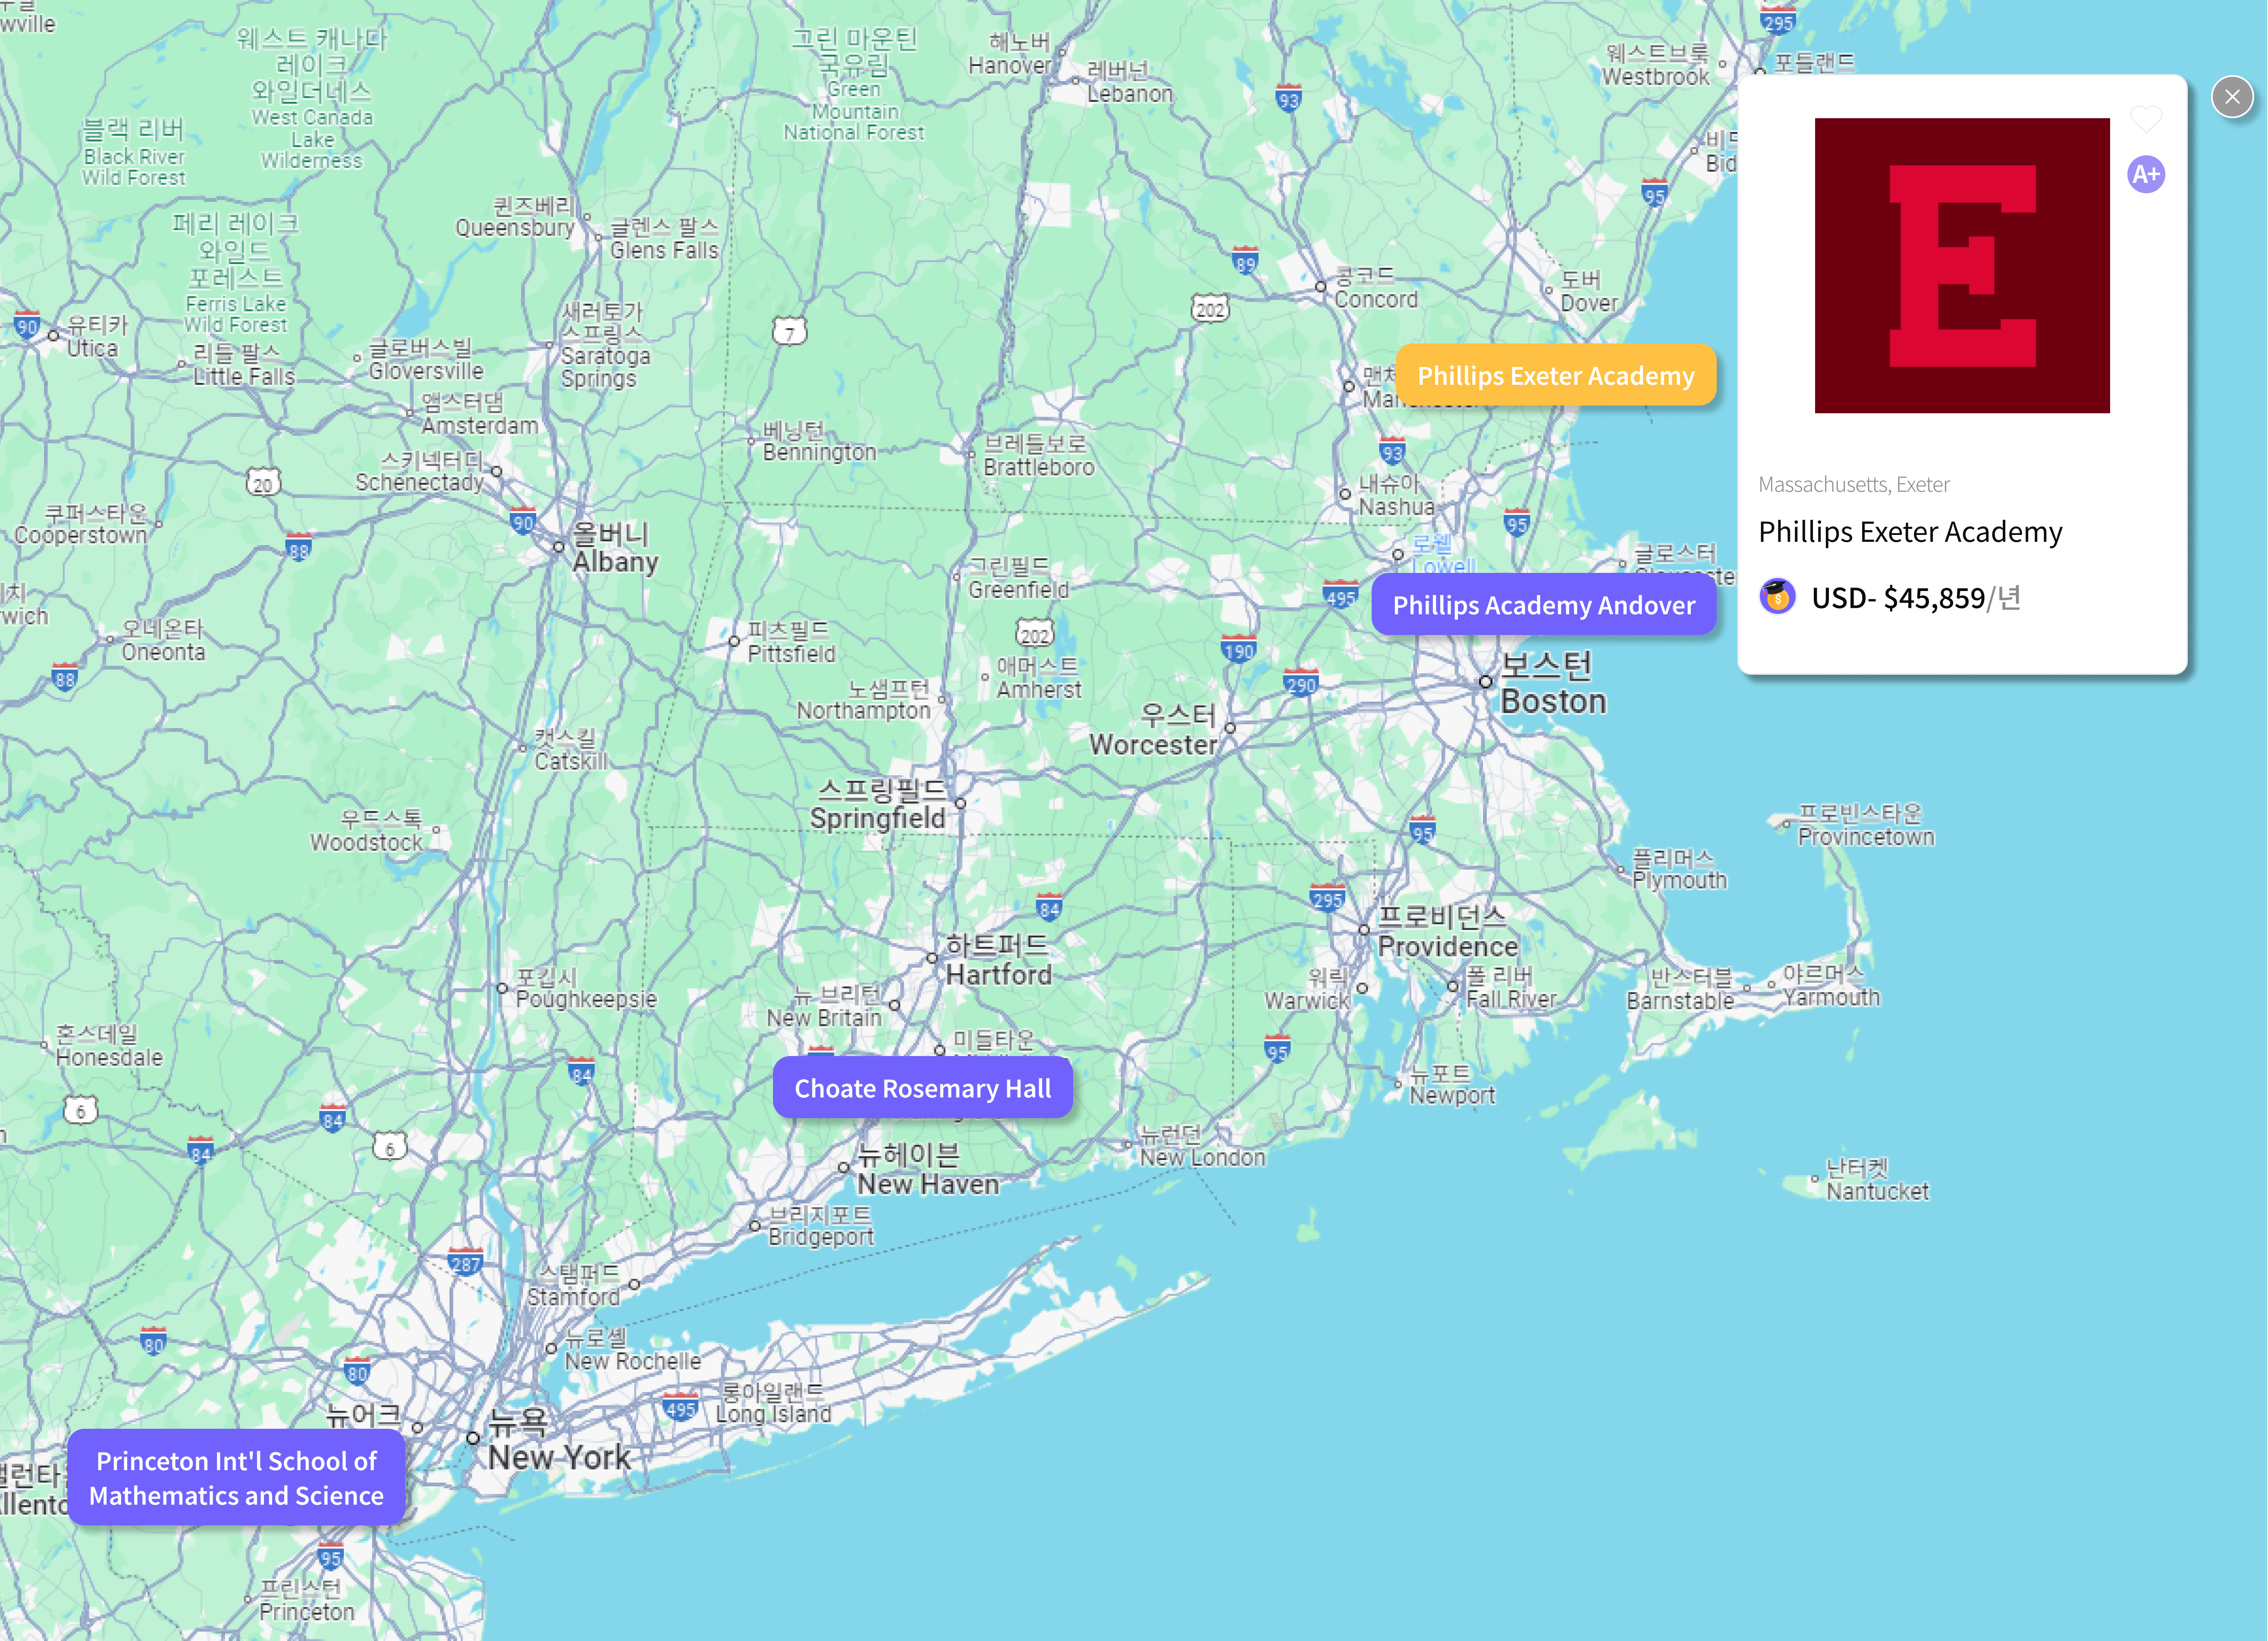 wville
웨스트 캐나다
레이크
와일더네스
West Canada
Lake
Wilderness
블랙 리버
Black River
Wild Forest
그린 마운틴
국유림
Green
Mountain
National Forest
해노버
Hanover
레버넌
Lebanon
93
웨스트브룩
Westbrook
295
포틀랜드
95
페리 레이크
와일드
포레스트
Ferris Lake
Wild Forest
퀸즈베리
Queensbury
글렌스 팔스
Glens Falls
89
콩코드
Concord
202
도버
Dover
90
유티카
Utica
리틀 팔스
Little Falls
글로버스빌
Gloversville
새러토가
스프링스
Saratoga
Springs
7
앰스터댐
Amsterdam
베닝턴
Bennington
브레틀보로
Brattleboro
Phillips Exeter Academy
93
스키넥터디
Schenectady
20
내슈아
Nashua
쿠퍼스타운
Cooperstown
88
90
올버니
Albany
95
로웰
Lowell
글로스터
그린필드
Greenfield
495
Phillips Academy Andover
wich
오네온타
Oneonta
88
피츠필드
Pittsfield
202
애머스트
Amherst
190
290
보스턴
Boston
노샘프턴
Northampton
우스터
Worcester
캣스킬
Catskill
스프링필드
Springfield
우드스톡
Woodstock
95
프로빈스타운
Provincetown
플리머스
Plymouth
84
295
프로비던스
Providence
하트퍼드
Hartford
포킵시
Poughkeepsie
뉴 브리턴
New Britain
워릭
Warwick
폴 리버
Fall River
반스터블
Barnstable
야르머스
Yarmouth
혼스데일
Honesdale
미들타운
95
84
뉴포트
Newport
Choate Rosemary Hall
6
84
6
84
뉴런던
New London
뉴헤이븐
New Haven
난터켓
Nantucket
브리지포트
Bridgeport
287
스탬퍼드
Stamford
80
뉴로셸
New Rochelle
80
롱아일랜드
Long Island
495
뉴어크
뉴욕
New York
Princeton Int'l School of
Mathematics and Science
95
프린스턴
Princeton
E
A+
Massachusetts, Exeter
Phillips Exeter Academy
USD- $45,859/년